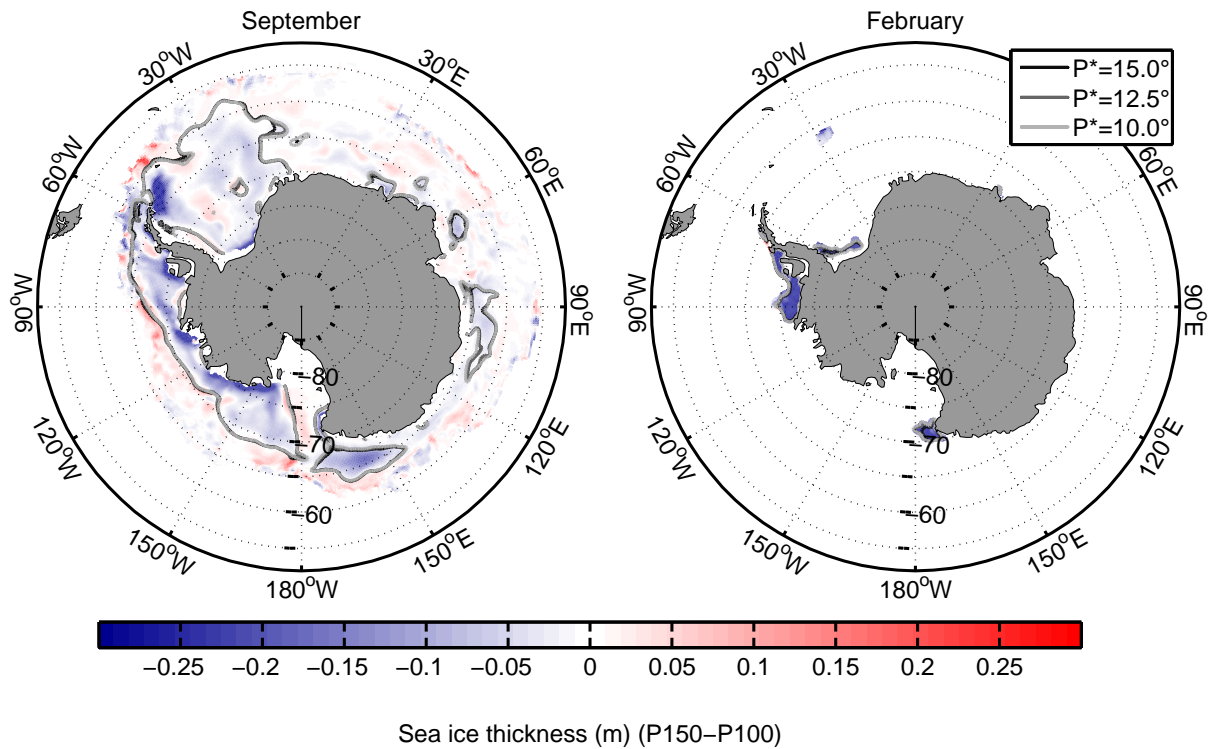 September
30°W
30°E
60°W
60°E
90°W
90°E
120°W
120°E
150°W
150°E
180°W
−80
−70
−60
February
30°W
60°W
60°E
90°W
90°E
120°W
120°E
150°W
150°E
180°W
−80
−70
−60
P*=15.0°
P*=12.5°
P*=10.0°
−0.25 −0.2 −0.15 −0.1 −0.05 0 0.05 0.1 0.15 0.2 0.25
Sea ice thickness (m) (P150−P100)